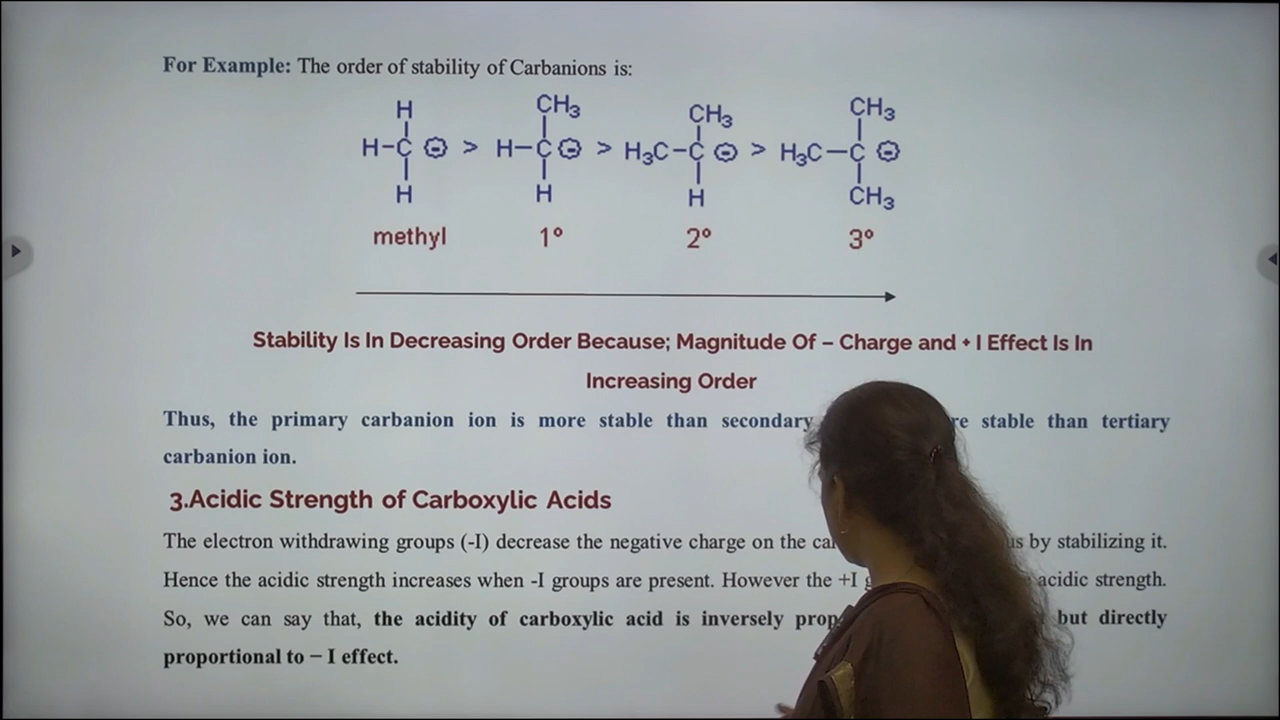 For Example: The order of stability of Carbanions is:
H CH₃ CH₃ CH₃
H–C ⊖ > H–C ⊖ > H₃C–C ⊖ > H₃C–C ⊖
H H H CH₃
methyl 1° 2° 3°
Stability Is In Decreasing Order Because; Magnitude Of – Charge and + I Effect Is In
Increasing Order
Thus, the primary carbanion ion is more stable than secondary stable than tertiary
carbanion ion.
3.Acidic Strength of Carboxylic Acids
The electron withdrawing groups (-I) decrease the negative charge on the by stabilizing it.
Hence the acidic strength increases when -I groups are present. However the +I acidic strength.
So, we can say that, the acidity of carboxylic acid is inversely but directly
proportional to – I effect.